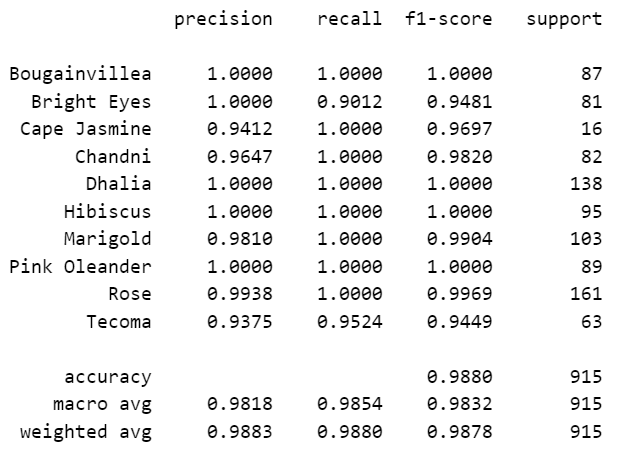 precision recall f1-score support
Bougainvillea 1.0000 1.0000 1.0000 87
Bright Eyes 1.0000 0.9012 0.9481 81
Cape Jasmine 0.9412 1.0000 0.9697 16
Chandni 0.9647 1.0000 0.9820 82
Dhalia 1.0000 1.0000 1.0000 138
Hibiscus 1.0000 1.0000 1.0000 95
Marigold 0.9810 1.0000 0.9904 103
Pink Oleander 1.0000 1.0000 1.0000 89
Rose 0.9938 1.0000 0.9969 161
Tecoma 0.9375 0.9524 0.9449 63
accuracy 0.9880 915
macro avg 0.9818 0.9854 0.9832 915
weighted avg 0.9883 0.9880 0.9878 915